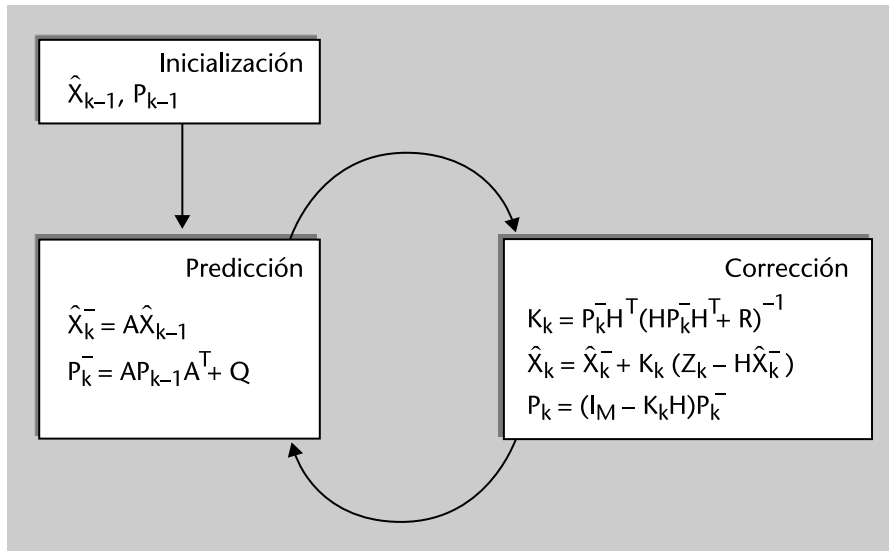 Inicialización
X̂ₖ₋₁, Pₖ₋₁
Predicción
X̂ₖ⁻ = AX̂ₖ₋₁
Pₖ⁻ = APₖ₋₁Aᵀ + Q
Corrección
Kₖ = Pₖ⁻Hᵀ(HPₖ⁻Hᵀ + R)⁻¹
X̂ₖ = X̂ₖ⁻ + Kₖ (Zₖ – HX̂ₖ⁻)
Pₖ = (I_M – KₖH)Pₖ⁻